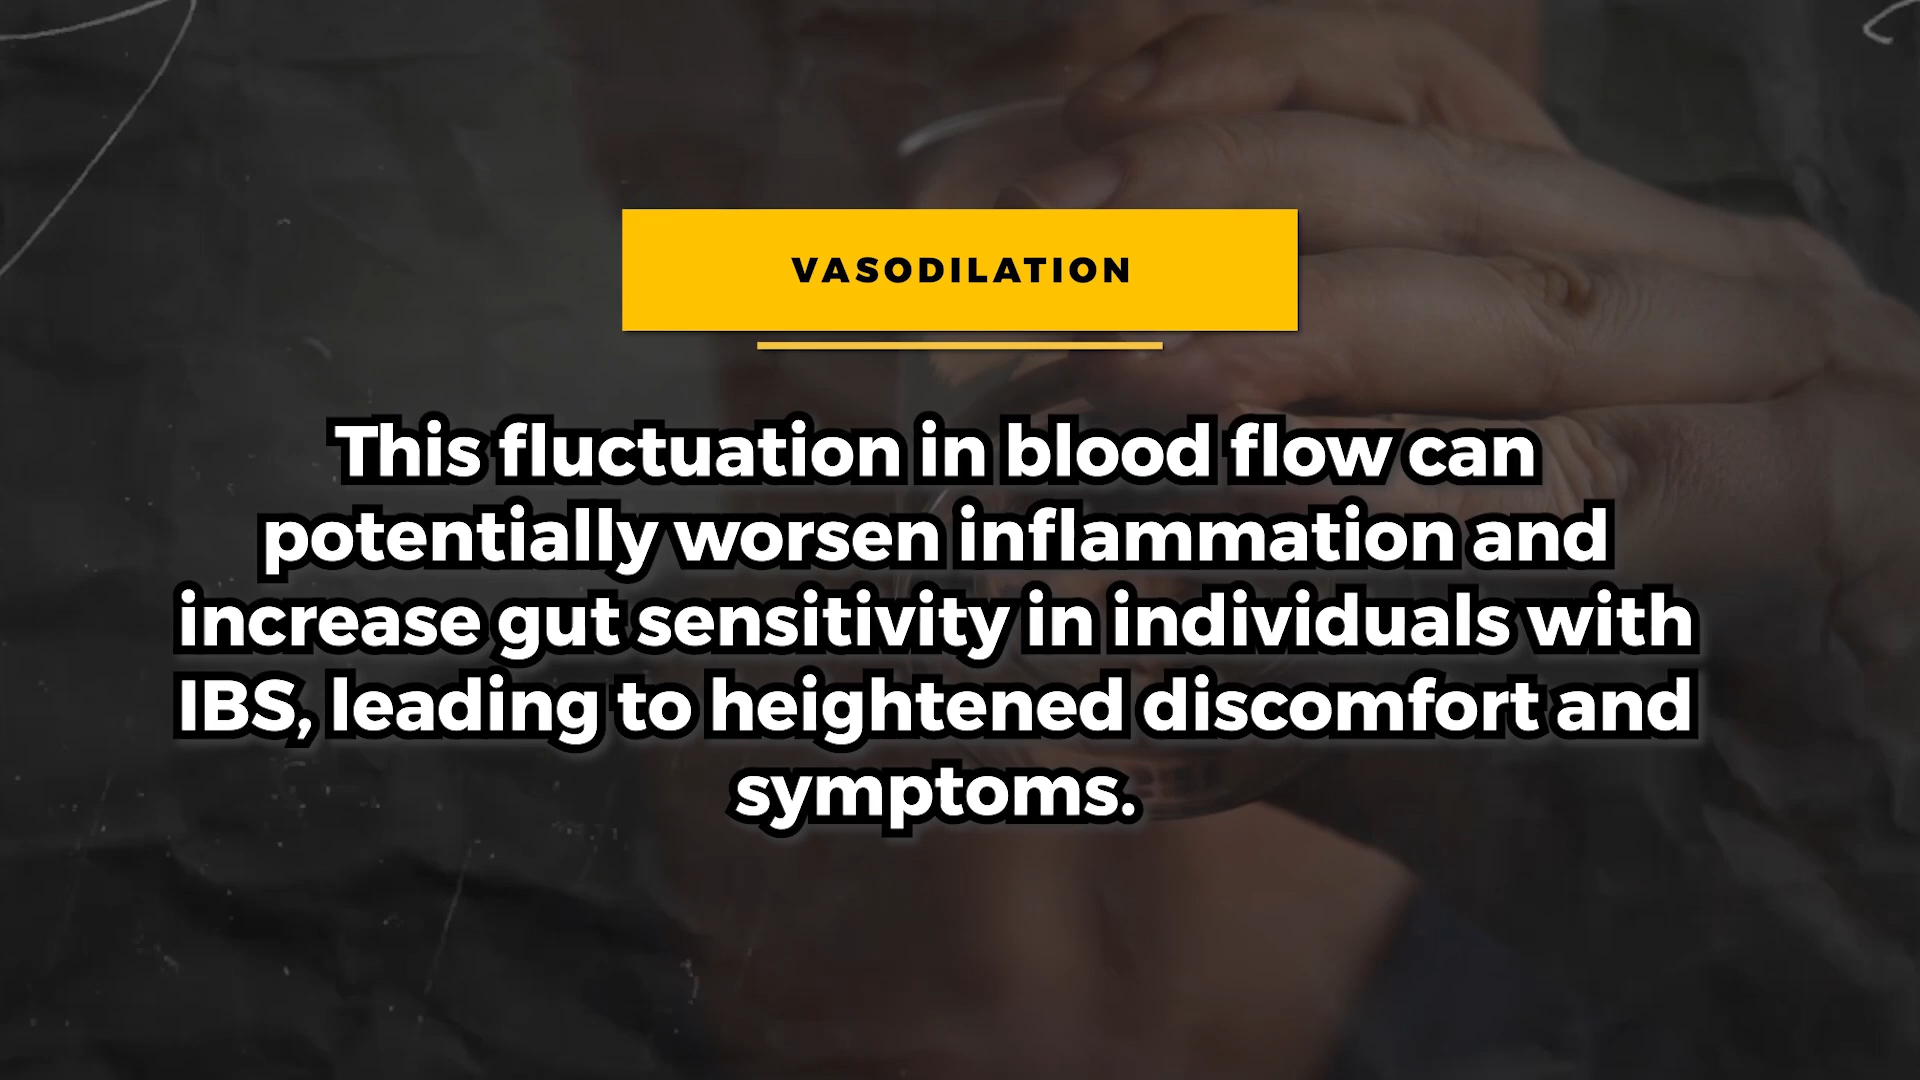 VASODILATION
This fluctuation in blood flow can
potentially worsen inflammation and
increase gut sensitivity in individuals with
IBS, leading to heightened discomfort and
symptoms.